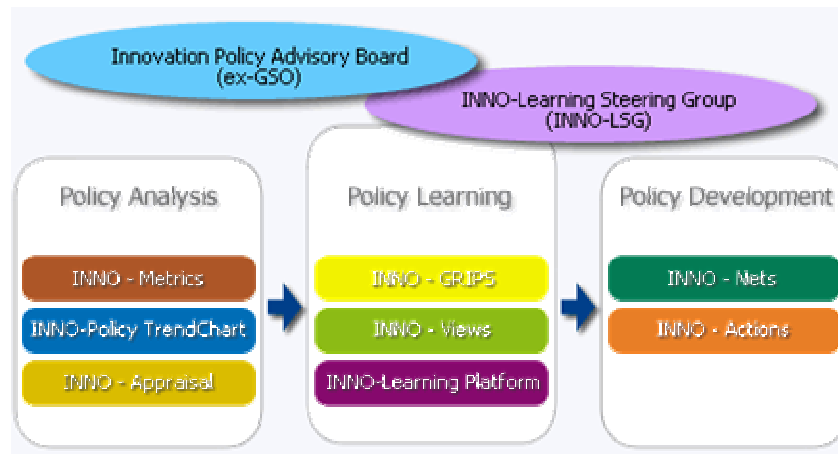 Innovation Policy Advisory Board
(ex-GSO)
INNO-Learning Steering Group
(INNO-LSG)
Policy Analysis
INNO - Metrics
INNO-Policy TrendChart
INNO - Appraisal
Policy Learning
INNO - GRIPS
INNO - Views
INNO-Learning Platform
Policy Development
INNO - Nets
INNO - Actions